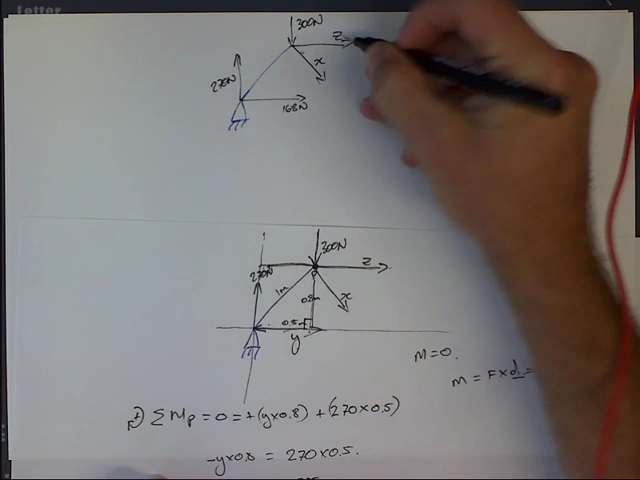 Letter
300N
z
x
270N
168N
300N
z
270N
P
1m
0.8m
x
0.5m
y
M=0.
M = F×d =
+ ΣMp = 0 = +(y×0.8) + (270×0.5)
-y×0.8 = 270×0.5.